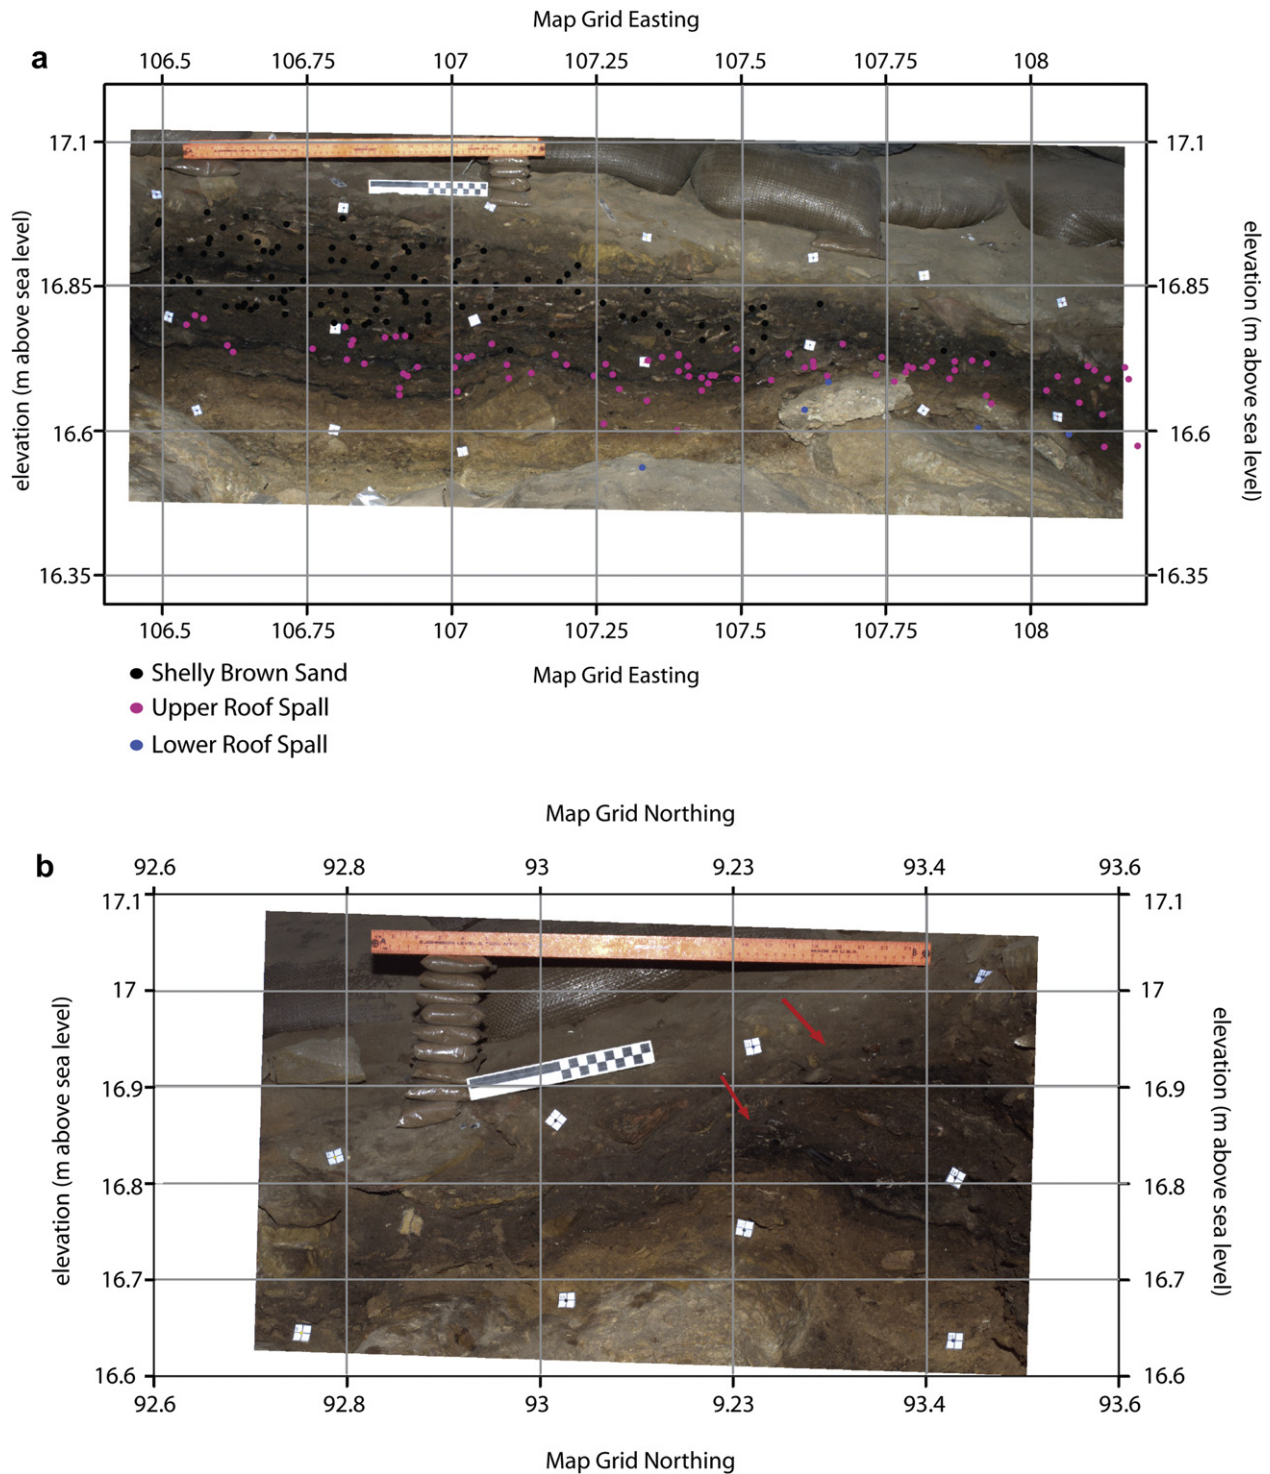 Map Grid Easting
a
106.5 106.75 107 107.25 107.5 107.75 108
17.1 17.1
16.85 16.85
16.6 16.6
16.35 16.35
elevation (m above sea level)
elevation (m above sea level)
106.5 106.75 107 107.25 107.5 107.75 108
Map Grid Easting
Shelly Brown Sand
Upper Roof Spall
Lower Roof Spall
Map Grid Northing
b
92.6 92.8 93 9.23 93.4 93.6
17.1 17.1
17 17
16.9 16.9
16.8 16.8
16.7 16.7
16.6 16.6
elevation (m above sea level)
elevation (m above sea level)
92.6 92.8 93 9.23 93.4 93.6
Map Grid Northing